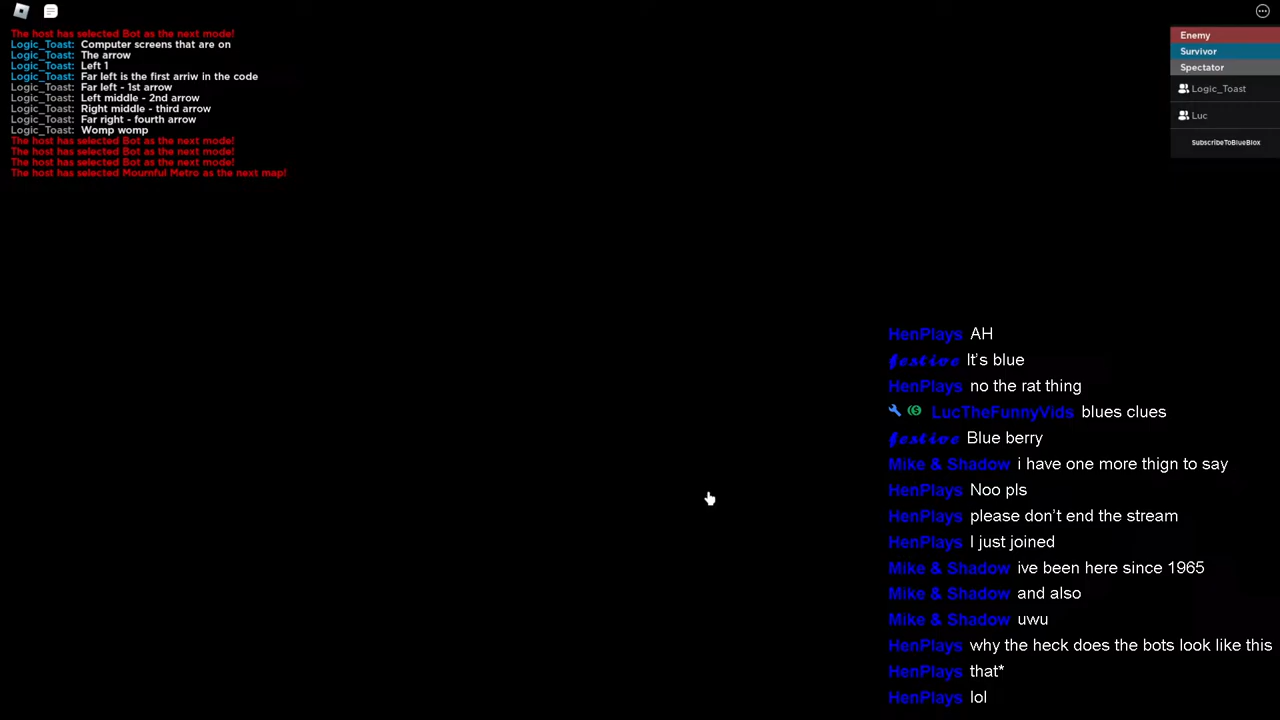 The host has selected Bot as the next mode!
Logic_Toast: Computer screens that are on
Logic_Toast: The arrow
Logic_Toast: Left 1
Logic_Toast: Far left is the first arriw in the code
Logic_Toast: Far left - 1st arrow
Logic_Toast: Left middle - 2nd arrow
Logic_Toast: Right middle - third arrow
Logic_Toast: Far right - fourth arrow
Logic_Toast: Womp womp
The host has selected Bot as the next mode!
The host has selected Bot as the next mode!
The host has selected Bot as the next mode!
The host has selected Mournful Metro as the next map!
Enemy
Survivor
Spectator
Logic_Toast
Luc
SubscribeToBlueBlox
HenPlays AH
festive It's blue
HenPlays no the rat thing
LucTheFunnyVids blues clues
festive Blue berry
Mike & Shadow i have one more thign to say
HenPlays Noo pls
HenPlays please don't end the stream
HenPlays I just joined
Mike & Shadow ive been here since 1965
Mike & Shadow and also
Mike & Shadow uwu
HenPlays why the heck does the bots look like this
HenPlays that*
HenPlays lol